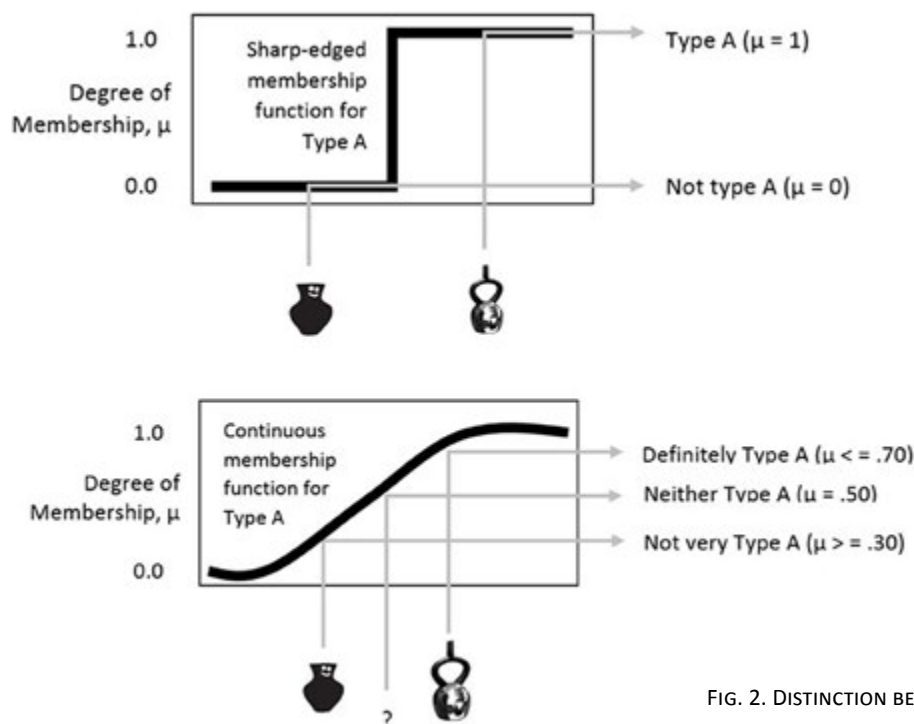 1.0
Degree of
Membership, µ
0.0
Sharp-edged
membership
function for
Type A
Type A (µ = 1)
Not type A (µ = 0)
1.0
Degree of
Membership, µ
0.0
Continuous
membership
function for
Type A
Definitely Type A (µ < = .70)
Neither Type A (µ = .50)
Not very Type A (µ > = .30)
?
FIG. 2. DISTINCTION BE